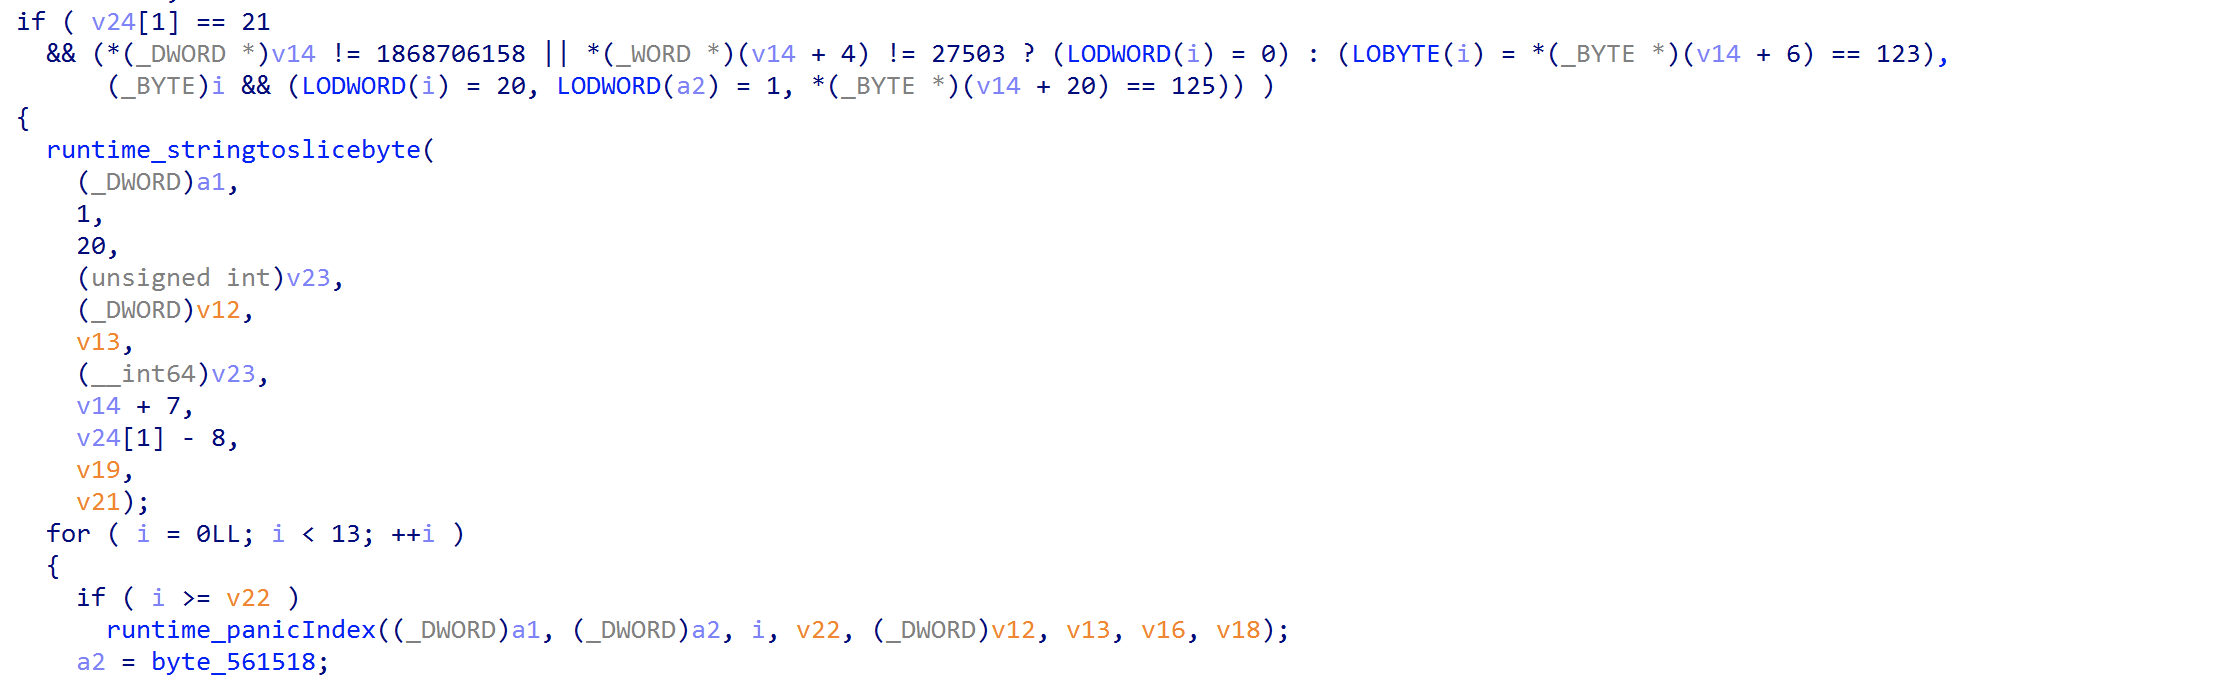 if ( v24[1] == 21
&& (*(_DWORD *)v14 != 1868706158 || *(_WORD *)(v14 + 4) != 27503 ? (LODWORD(i) = 0) : (LOBYTE(i) = *(_BYTE *)(v14 + 6) == 123),
(_BYTE)i && (LODWORD(i) = 20, LODWORD(a2) = 1, *(_BYTE *)(v14 + 20) == 125)) )
{
runtime_stringtoslicebyte(
(_DWORD)a1,
1,
20,
(unsigned int)v23,
(_DWORD)v12,
v13,
(__int64)v23,
v14 + 7,
v24[1] - 8,
v19,
v21);
for ( i = 0LL; i < 13; ++i )
{
if ( i >= v22 )
runtime_panicIndex((_DWORD)a1, (_DWORD)a2, i, v22, (_DWORD)v12, v13, v16, v18);
a2 = byte_561518;